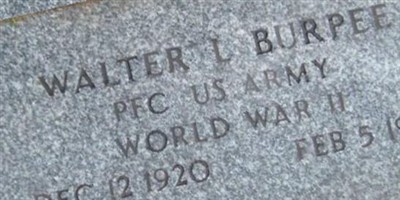 WALTER L BURPEE
PFC US ARMY
WORLD WAR II
DEC 12 1920 FEB 5